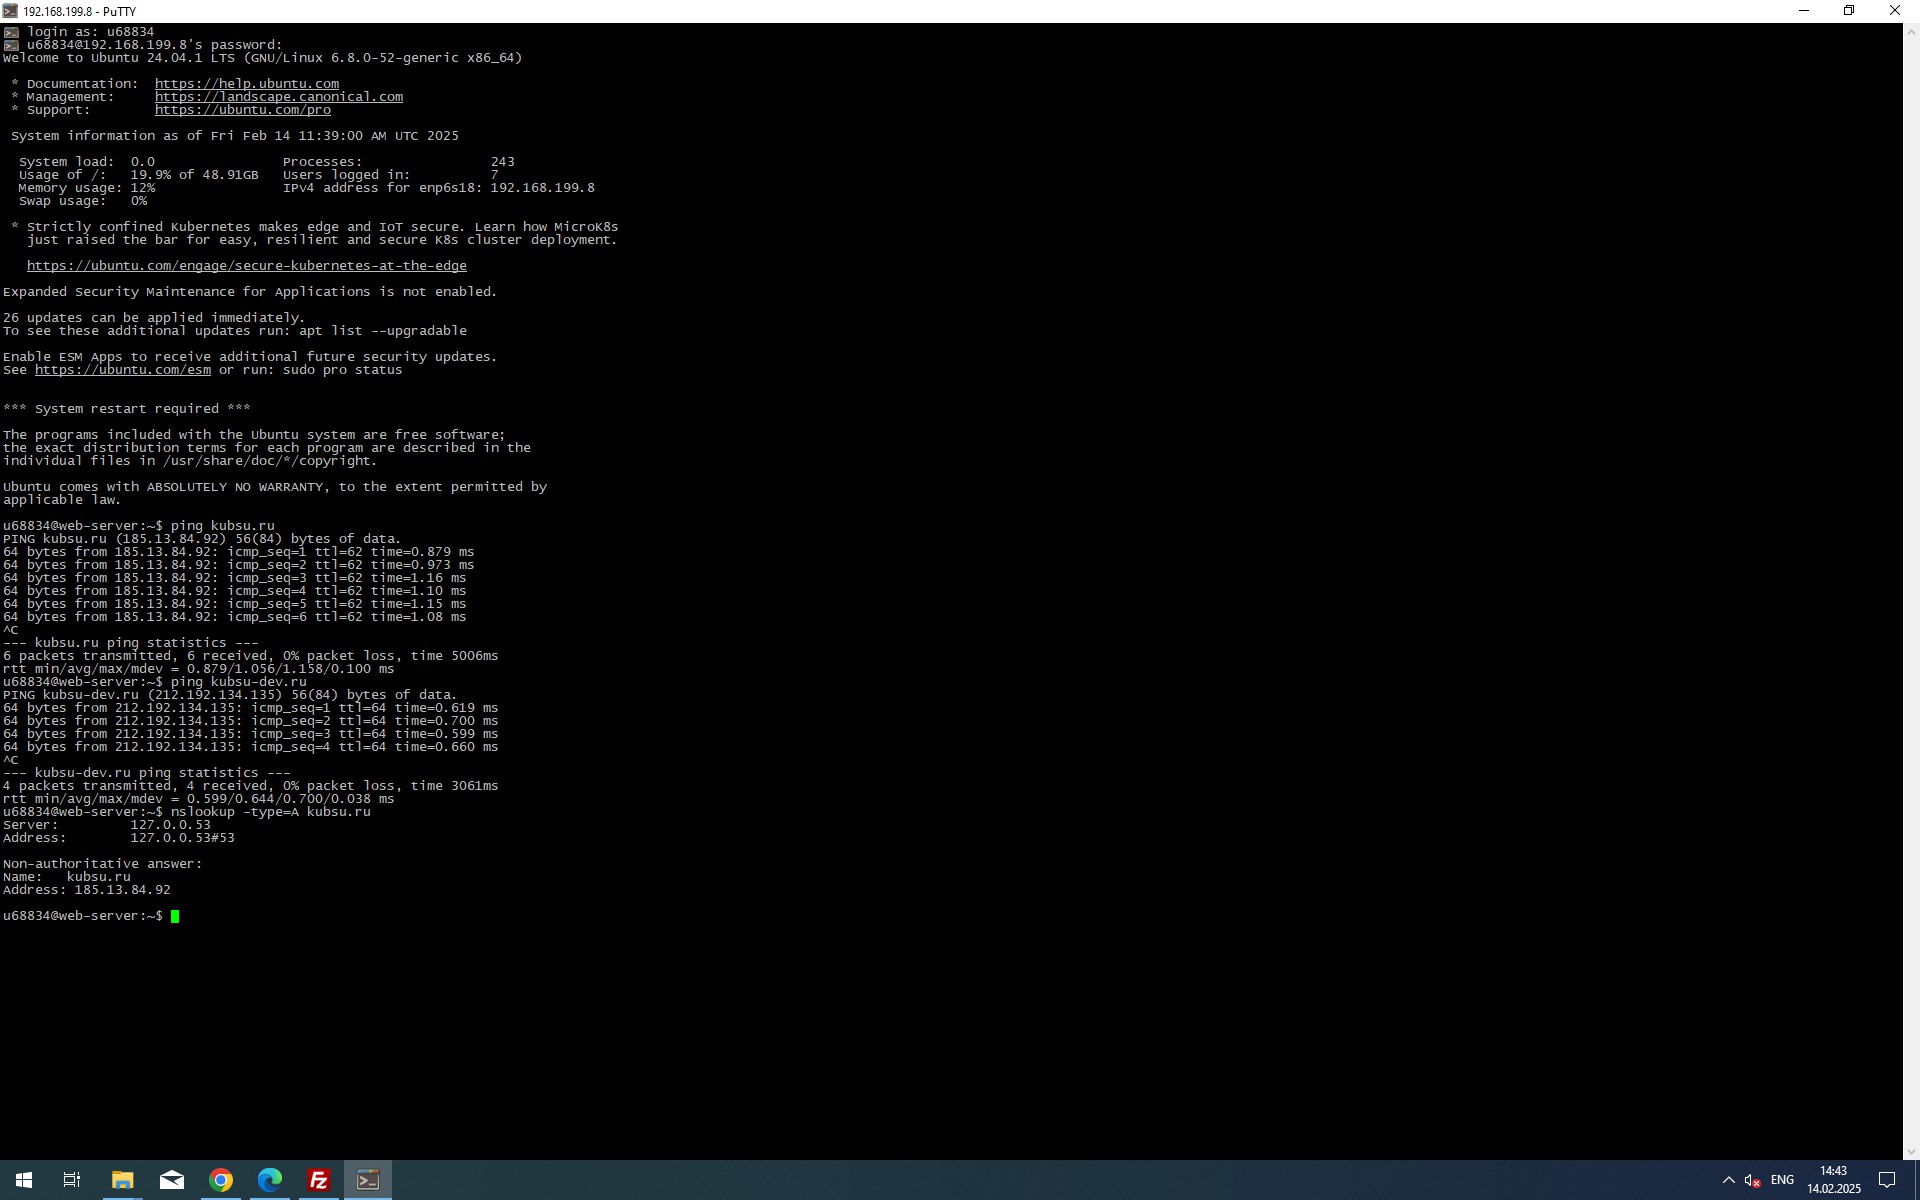 192.168.199.8 - PuTTY
login as: u68834
u68834@192.168.199.8's password:
Welcome to Ubuntu 24.04.1 LTS (GNU/Linux 6.8.0-52-generic x86_64)
* Documentation:  https://help.ubuntu.com
* Management:     https://landscape.canonical.com
* Support:        https://ubuntu.com/pro
System information as of Fri Feb 14 11:39:00 AM UTC 2025
System load:  0.0                Processes:                243
Usage of /:   19.9% of 48.91GB   Users logged in:          7
Memory usage: 12%                IPv4 address for enp6s18: 192.168.199.8
Swap usage:   0%
* Strictly confined Kubernetes makes edge and IoT secure. Learn how MicroK8s
just raised the bar for easy, resilient and secure K8s cluster deployment.
https://ubuntu.com/engage/secure-kubernetes-at-the-edge
Expanded Security Maintenance for Applications is not enabled.
26 updates can be applied immediately.
To see these additional updates run: apt list --upgradable
Enable ESM Apps to receive additional future security updates.
See https://ubuntu.com/esm or run: sudo pro status
*** System restart required ***
The programs included with the Ubuntu system are free software;
the exact distribution terms for each program are described in the
individual files in /usr/share/doc/*/copyright.
Ubuntu comes with ABSOLUTELY NO WARRANTY, to the extent permitted by
applicable law.
u68834@web-server:~$ ping kubsu.ru
PING kubsu.ru (185.13.84.92) 56(84) bytes of data.
64 bytes from 185.13.84.92: icmp_seq=1 ttl=62 time=0.879 ms
64 bytes from 185.13.84.92: icmp_seq=2 ttl=62 time=0.973 ms
64 bytes from 185.13.84.92: icmp_seq=3 ttl=62 time=1.16 ms
64 bytes from 185.13.84.92: icmp_seq=4 ttl=62 time=1.10 ms
64 bytes from 185.13.84.92: icmp_seq=5 ttl=62 time=1.15 ms
64 bytes from 185.13.84.92: icmp_seq=6 ttl=62 time=1.08 ms
^C
--- kubsu.ru ping statistics ---
6 packets transmitted, 6 received, 0% packet loss, time 5006ms
rtt min/avg/max/mdev = 0.879/1.056/1.158/0.100 ms
u68834@web-server:~$ ping kubsu-dev.ru
PING kubsu-dev.ru (212.192.134.135) 56(84) bytes of data.
64 bytes from 212.192.134.135: icmp_seq=1 ttl=64 time=0.619 ms
64 bytes from 212.192.134.135: icmp_seq=2 ttl=64 time=0.700 ms
64 bytes from 212.192.134.135: icmp_seq=3 ttl=64 time=0.599 ms
64 bytes from 212.192.134.135: icmp_seq=4 ttl=64 time=0.660 ms
^C
--- kubsu-dev.ru ping statistics ---
4 packets transmitted, 4 received, 0% packet loss, time 3061ms
rtt min/avg/max/mdev = 0.599/0.644/0.700/0.038 ms
u68834@web-server:~$ nslookup -type=A kubsu.ru
Server:         127.0.0.53
Address:        127.0.0.53#53
Non-authoritative answer:
Name:   kubsu.ru
Address: 185.13.84.92
u68834@web-server:~$
ENG
14:43
14.02.2025